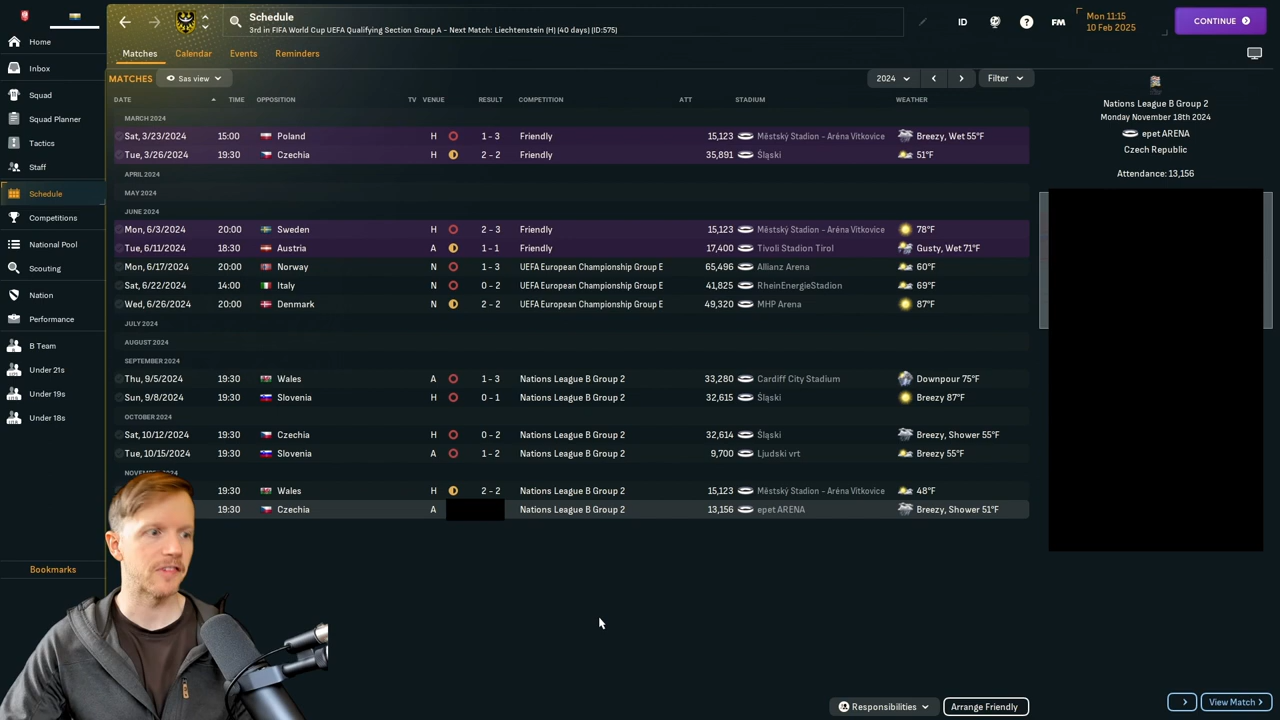 Schedule
3rd in FIFA World Cup UEFA Qualifying Section Group A - Next Match: Liechtenstein (H) (40 days) (ID:575)
ID ? FM Mon 11:15
10 Feb 2025
CONTINUE
Home
Inbox
Squad
Squad Planner
Tactics
Staff
Schedule
Competitions
National Pool
Scouting
Nation
Performance
B Team
Under 21s
Under 19s
Under 18s
Bookmarks
Matches Calendar Events Reminders
MATCHES Sas view 2024 Filter
DATE TIME OPPOSITION TV VENUE RESULT COMPETITION ATT STADIUM WEATHER
MARCH 2024
Sat, 3/23/2024 15:00 Poland H 1 - 3 Friendly 15,123 Městský Stadion - Aréna Vítkovice Breezy, Wet 55°F
Tue, 3/26/2024 19:30 Czechia H 2 - 2 Friendly 35,891 Śląski 51°F
APRIL 2024
MAY 2024
JUNE 2024
Mon, 6/3/2024 20:00 Sweden H 2 - 3 Friendly 15,123 Městský Stadion - Aréna Vítkovice 78°F
Tue, 6/11/2024 18:30 Austria A 1 - 1 Friendly 17,400 Tivoli Stadion Tirol Gusty, Wet 71°F
Mon, 6/17/2024 20:00 Norway N 1 - 3 UEFA European Championship Group E 65,496 Allianz Arena 60°F
Sat, 6/22/2024 14:00 Italy N 0 - 2 UEFA European Championship Group E 41,825 RheinEnergieStadion 69°F
Wed, 6/26/2024 20:00 Denmark N 2 - 2 UEFA European Championship Group E 49,320 MHP Arena 87°F
JULY 2024
AUGUST 2024
SEPTEMBER 2024
Thu, 9/5/2024 19:30 Wales A 1 - 3 Nations League B Group 2 33,280 Cardiff City Stadium Downpour 75°F
Sun, 9/8/2024 19:30 Slovenia H 0 - 1 Nations League B Group 2 32,615 Śląski Breezy 87°F
OCTOBER 2024
Sat, 10/12/2024 19:30 Czechia H 0 - 2 Nations League B Group 2 32,614 Śląski Breezy, Shower 55°F
Tue, 10/15/2024 19:30 Slovenia A 1 - 2 Nations League B Group 2 9,700 Ljudski vrt Breezy 55°F
NOVEMBER 2024
19:30 Wales H 2 - 2 Nations League B Group 2 15,123 Městský Stadion - Aréna Vítkovice 48°F
19:30 Czechia A Nations League B Group 2 13,156 epet ARENA Breezy, Shower 51°F
Nations League B Group 2
Monday November 18th 2024
epet ARENA
Czech Republic
Attendance: 13,156
Responsibilities Arrange Friendly View Match